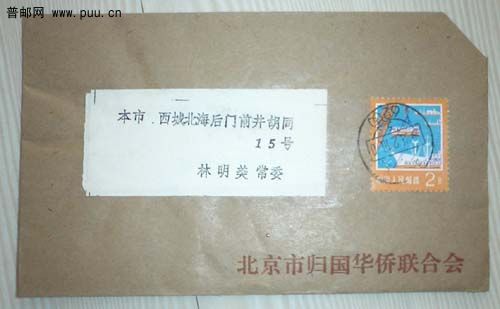 普邮网 www.puu.cn
本市 . 西城北海后门前井胡同
15号
林明美 常委
中国人民邮政 2分
北京市归国华侨联合会